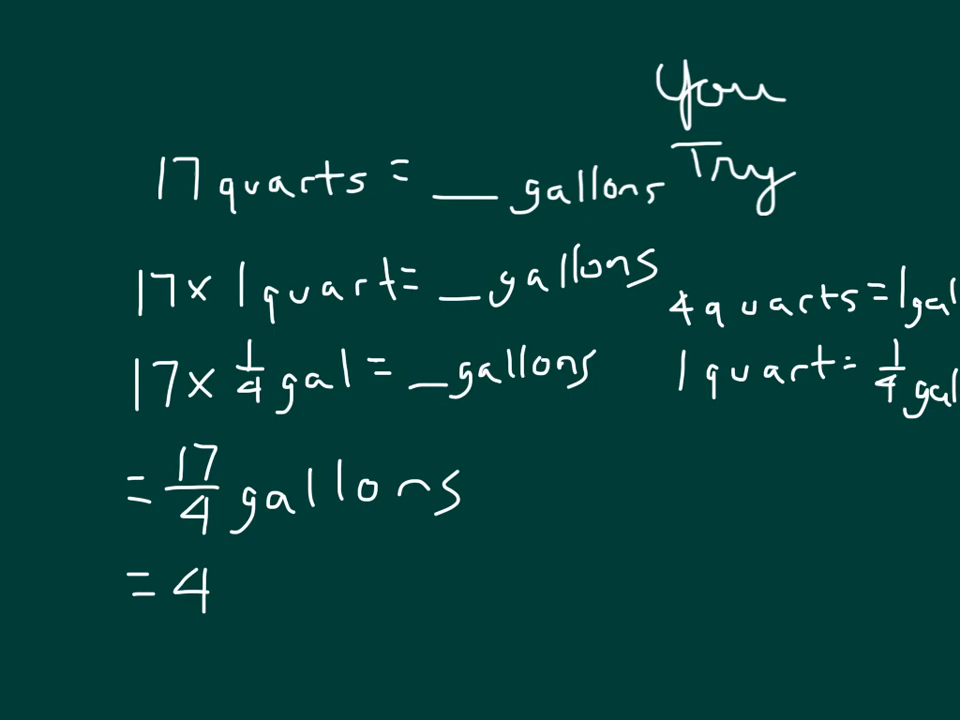 You
Try
17 quarts = __ gallons
17 x 1 quart = __ gallons
4 quarts = 1 gal
17 x 1/4 gal = __ gallons
1 quart = 1/4 gal
= 17/4 gallons
= 4